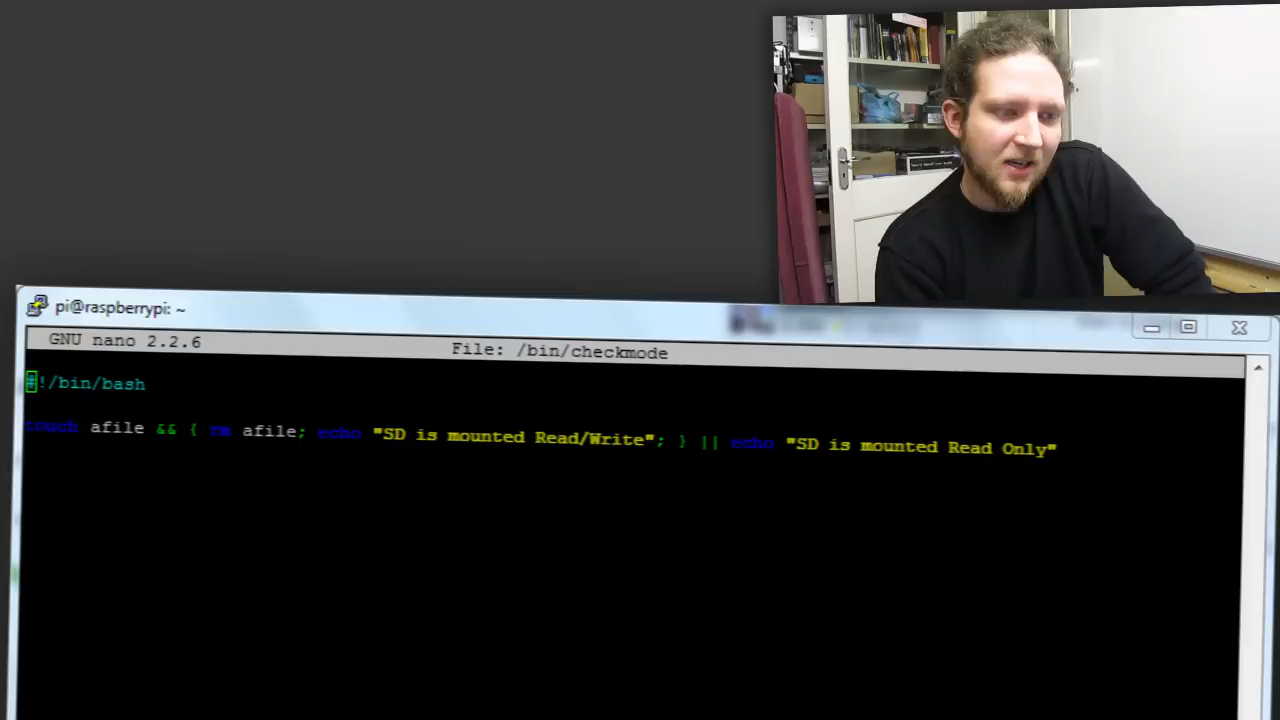 pi@raspberrypi: ~
GNU nano 2.2.6
File: /bin/checkmode
#!/bin/bash
touch afile && { rm afile; echo "SD is mounted Read/Write"; } || echo "SD is mounted Read Only"